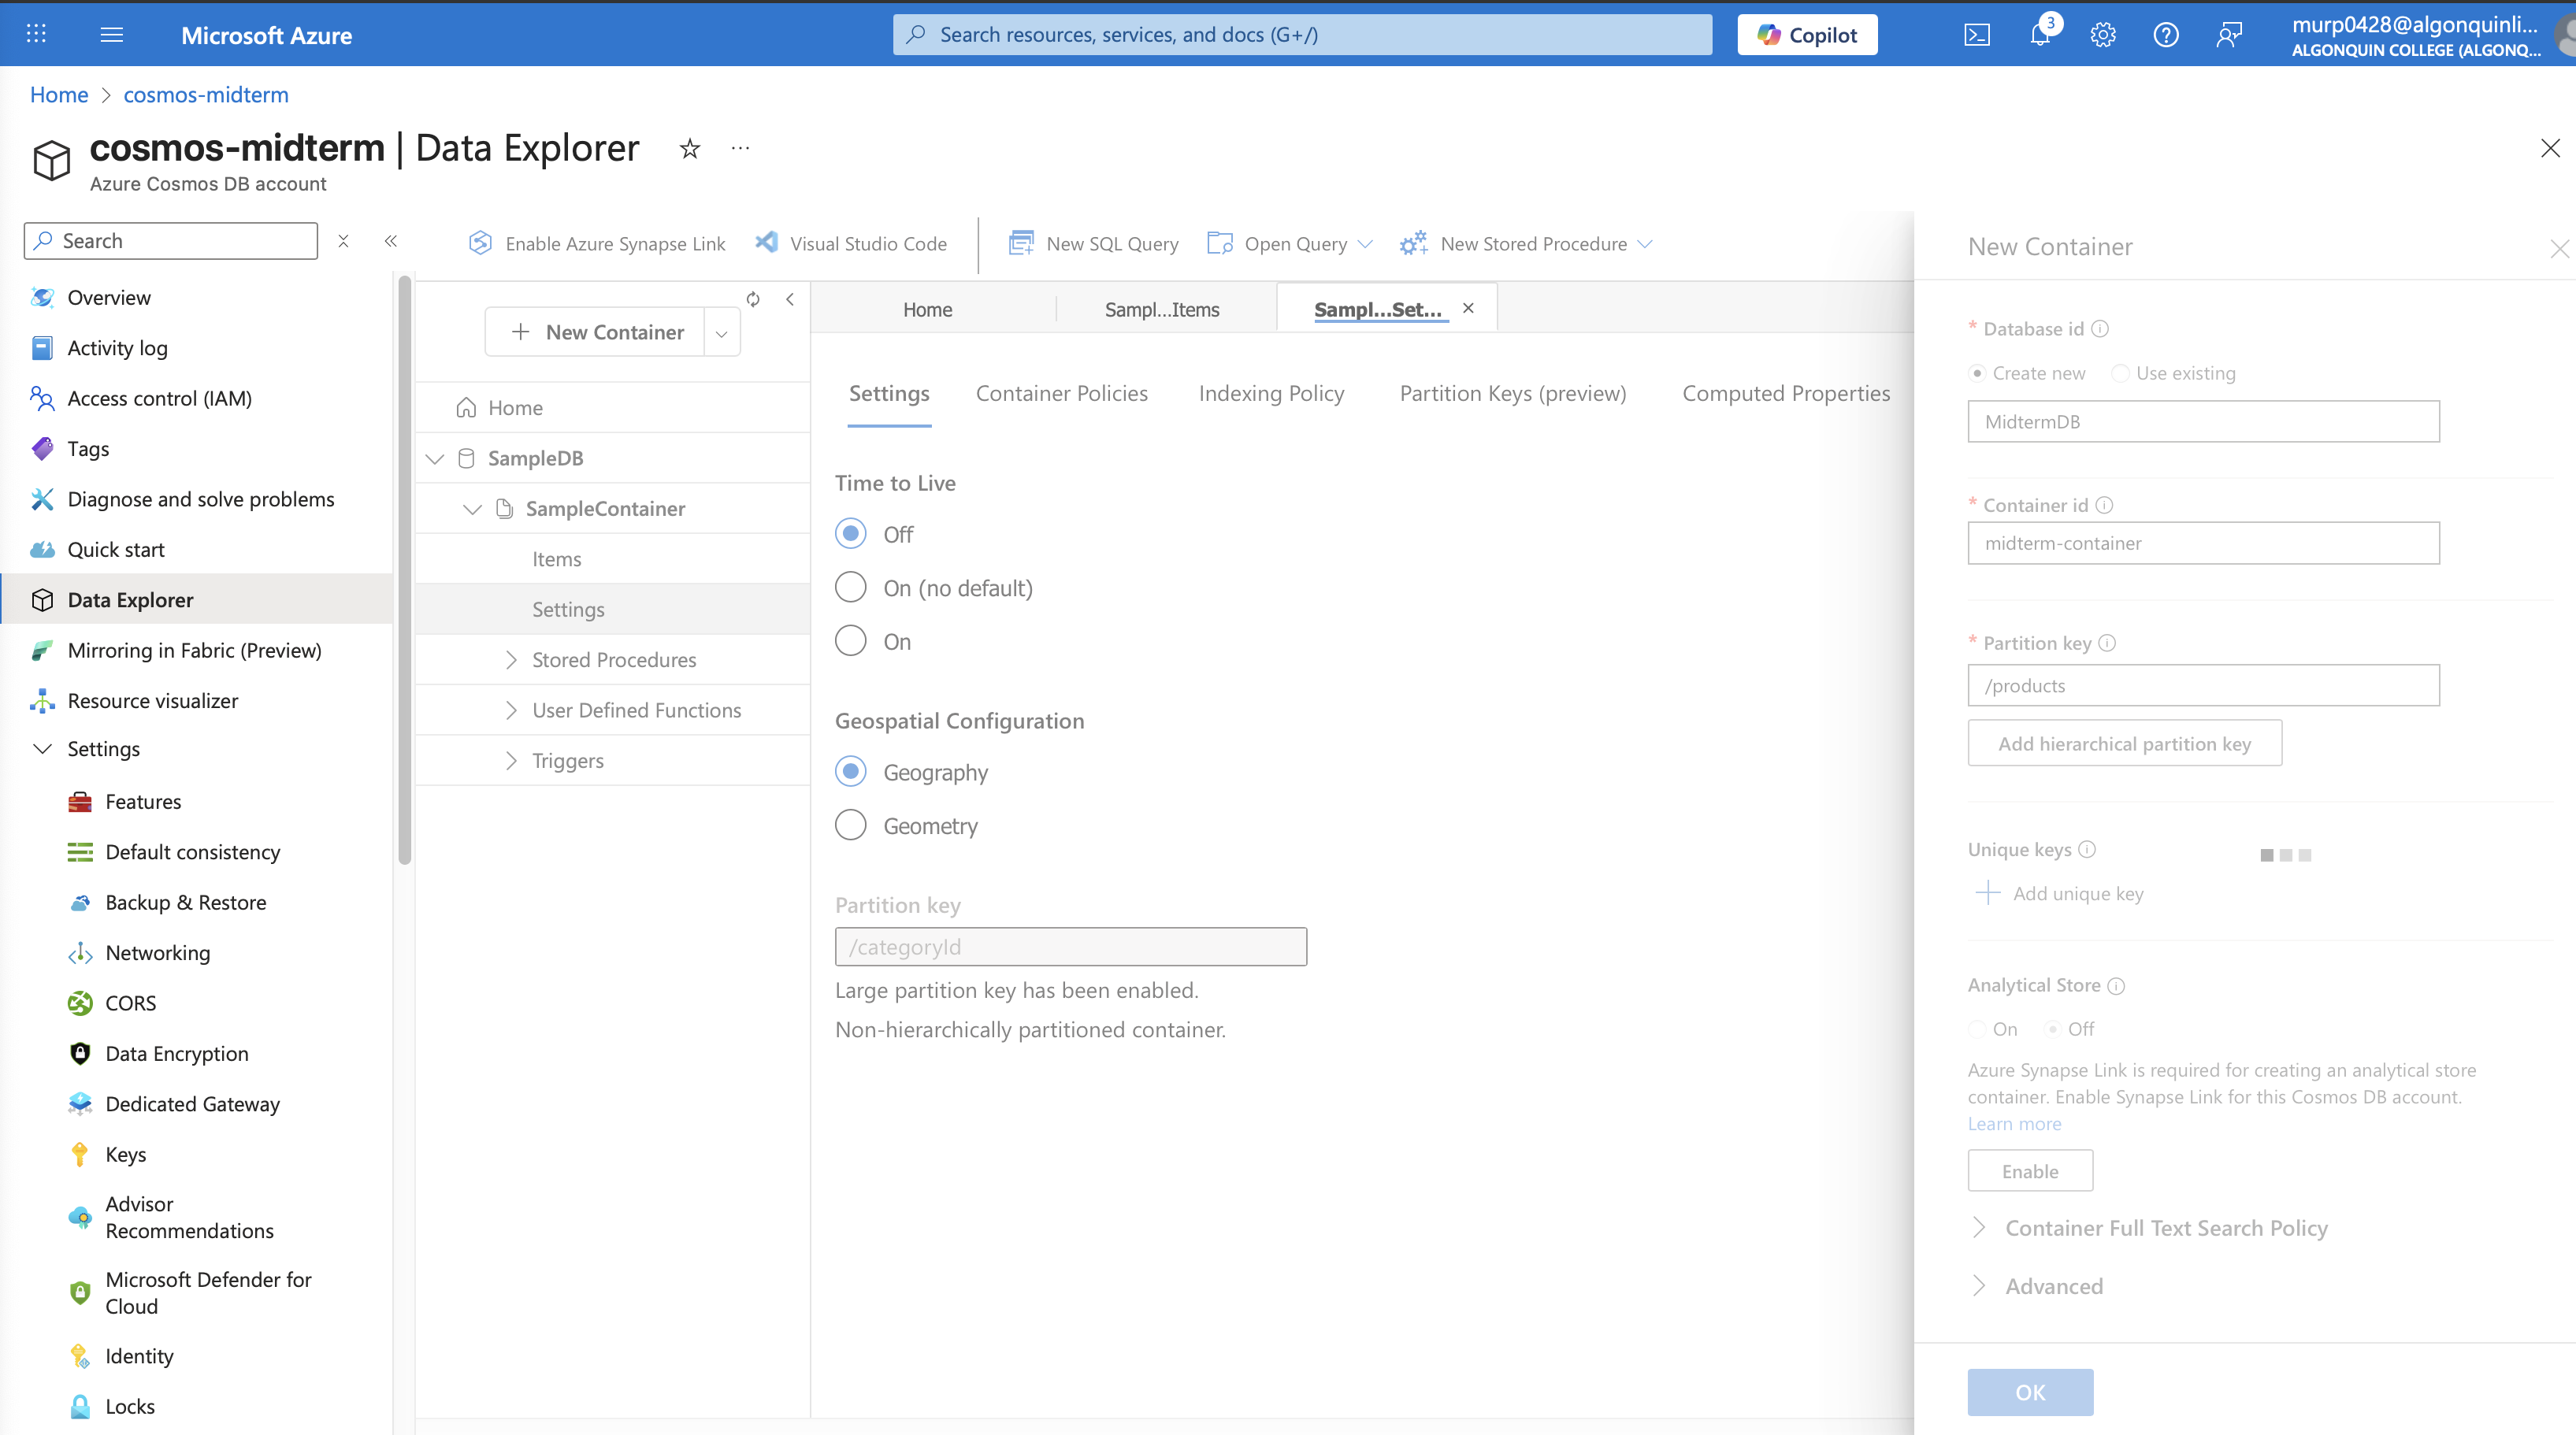 Microsoft Azure
Search resources, services, and docs (G+/)
Copilot
3
murp0428@algonquinli...
ALGONQUIN COLLEGE (ALGONQ...
Home > cosmos-midterm
cosmos-midterm | Data Explorer
Azure Cosmos DB account
Search
Overview
Activity log
Access control (IAM)
Tags
Diagnose and solve problems
Quick start
Data Explorer
Mirroring in Fabric (Preview)
Resource visualizer
Settings
Features
Default consistency
Backup & Restore
Networking
CORS
Data Encryption
Dedicated Gateway
Keys
Advisor
Recommendations
Microsoft Defender for
Cloud
Identity
Locks
Enable Azure Synapse Link
Visual Studio Code
New SQL Query
Open Query
New Stored Procedure
New Container
Home
SampleDB
SampleContainer
Items
Settings
Stored Procedures
User Defined Functions
Triggers
Home
Sampl...Items
Sampl...Set...
Settings
Container Policies
Indexing Policy
Partition Keys (preview)
Computed Properties
Time to Live
Off
On (no default)
On
Geospatial Configuration
Geography
Geometry
Partition key
/categoryId
Large partition key has been enabled.
Non-hierarchically partitioned container.
New Container
* Database id
Create new
Use existing
MidtermDB
* Container id
midterm-container
* Partition key
/products
Add hierarchical partition key
Unique keys
Add unique key
Analytical Store
On
Off
Azure Synapse Link is required for creating an analytical store
container. Enable Synapse Link for this Cosmos DB account.
Learn more
Enable
Container Full Text Search Policy
Advanced
OK